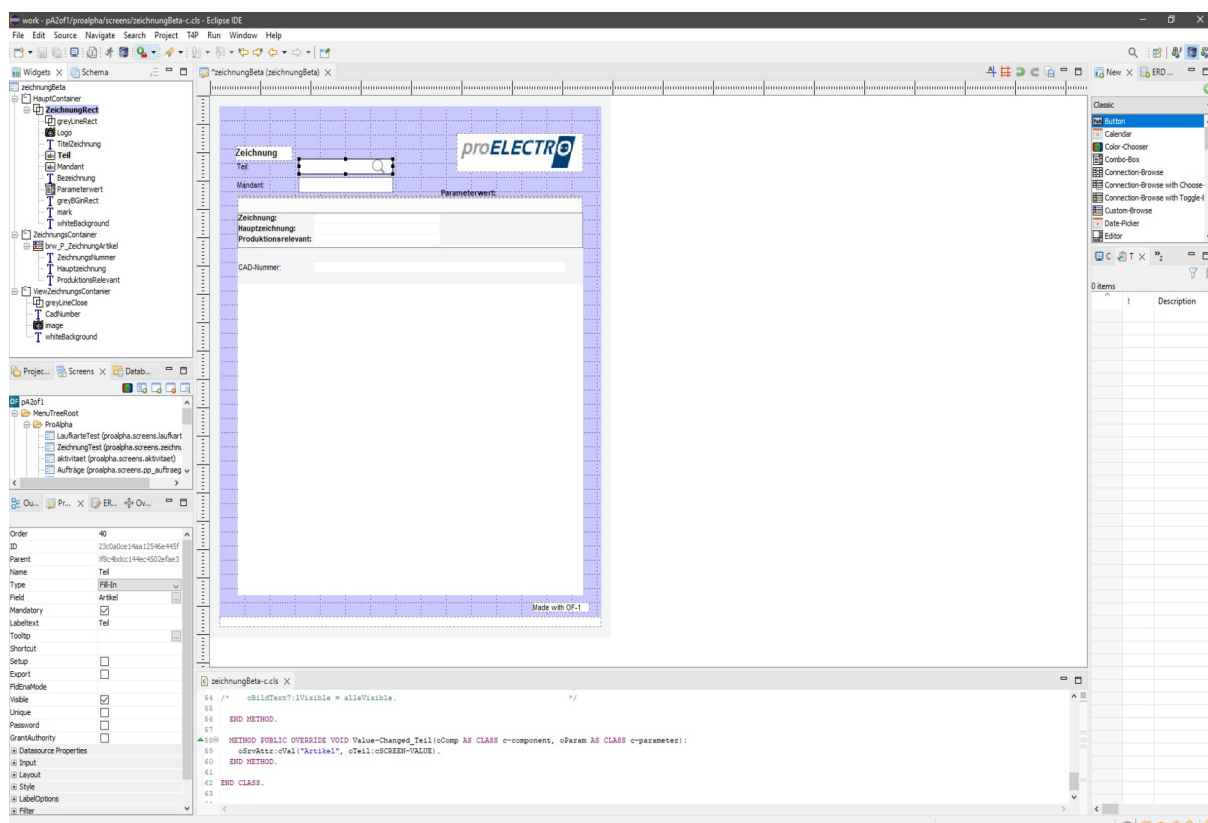 work - pA2of1/proalpha/screens/zeichnungBeta-c.cls - Eclipse IDE
File Edit Source Navigate Search Project T4P Run Window Help
Widgets Schema
zeichnungBeta
HauptContainer
ZeichnungRect
greyLineRect
Logo
TitelZeichnung
Teil
Mandant
Bezeichnung
Parameterwert
greyBGinRect
mark
whiteBackground
ZeichnungsContainer
brw_P_ZeichnungArtikel
ZeichnungsNummer
Hauptzeichnung
ProduktionsRelevant
ViewZeichnungsContanier
greyLineClose
CadNumber
image
whiteBackground
Projec... Screens Datab...
pA2of1
MenuTreeRoot
ProAlpha
LaufkarteTest (proalpha.screens.laufkart
ZeichnungTest (proalpha.screens.zeichnu
aktivitaet (proalpha.screens.aktivitaet)
Aufträge (proalpha.screens.pp_auftraeg
Ou... Pr... ER... Ov...
Order 40
ID 23c0a0ce14aa12546e445f
Parent
Name Teil
Type Fill-In
Field Artikel
Mandatory
Labeltext Teil
Tooltip
Shortcut
Setup
Export
FldEnaMode
Visible
Unique
Password
GrantAuthority
Datasource Properties
Input
Layout
Style
LabelOptions
Filter
*zeichnungBeta (zeichnungBeta)
Zeichnung
proELECTRO
Teil:
Mandant:
Parameterwert:
Zeichnung:
Hauptzeichnung:
Produktionsrelevant:
CAD-Nummer:
Made with OF-1
zeichnungBeta-c.cls
54 /* oBildText7:lVisible = alleVisible. */
55
56 END METHOD.
57
58 METHOD PUBLIC OVERRIDE VOID Value-Changed_Teil(oComp AS CLASS c-component, oParam AS CLASS c-parameter):
59 oSrvAttr:cVal("Artikel", oTeil:cSCREEN-VALUE).
60 END METHOD.
61
62 END CLASS.
63
New ERD ...
Classic
Button
Calendar
Color-Chooser
Combo-Box
Connection-Browse
Connection-Browse with Choose-
Connection-Browse with Toggle-
Custom-Browse
Date-Picker
Editor
C T »2
0 items
! Description